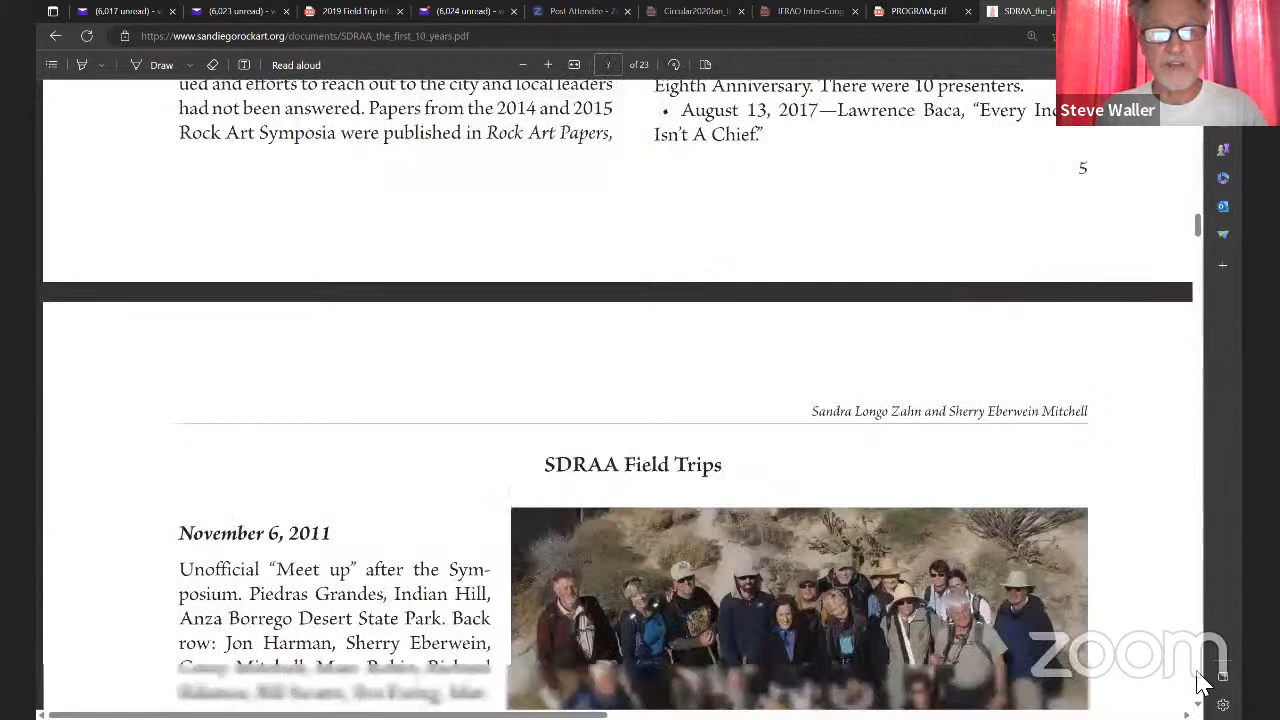 (6,017 unread) - w
(6,023 unread) - w
2019 Field Trip In
(6,024 unread) - w
Post Attendee - Zo
Circular2020Jan_f
IFRAO Inter-Cong
PROGRAM.pdf
SDRAA_the_fi
https://www.sandiegorockart.org/documents/SDRAA_the_first_10_years.pdf
Draw
Read aloud
7 of 23
Steve Waller
ued and efforts to reach out to the city and local leaders
had not been answered. Papers from the 2014 and 2015
Rock Art Symposia were published in Rock Art Papers,
Eighth Anniversary. There were 10 presenters.
• August 13, 2017—Lawrence Baca, “Every Ind
Isn’t A Chief.”
5
Sandra Longo Zahn and Sherry Eberwein Mitchell
SDRAA Field Trips
November 6, 2011
Unofficial “Meet up” after the Sym-
posium. Piedras Grandes, Indian Hill,
Anza Borrego Desert State Park. Back
row: Jon Harman, Sherry Eberwein,
zoom